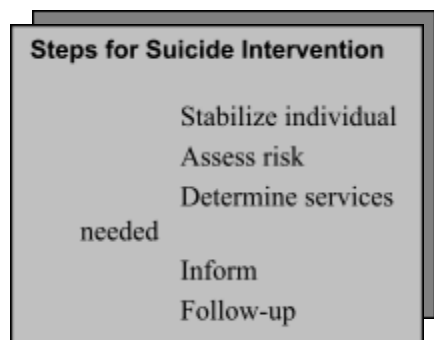 Steps for Suicide Intervention
Stabilize individual
Assess risk
Determine services
needed
Inform
Follow-up